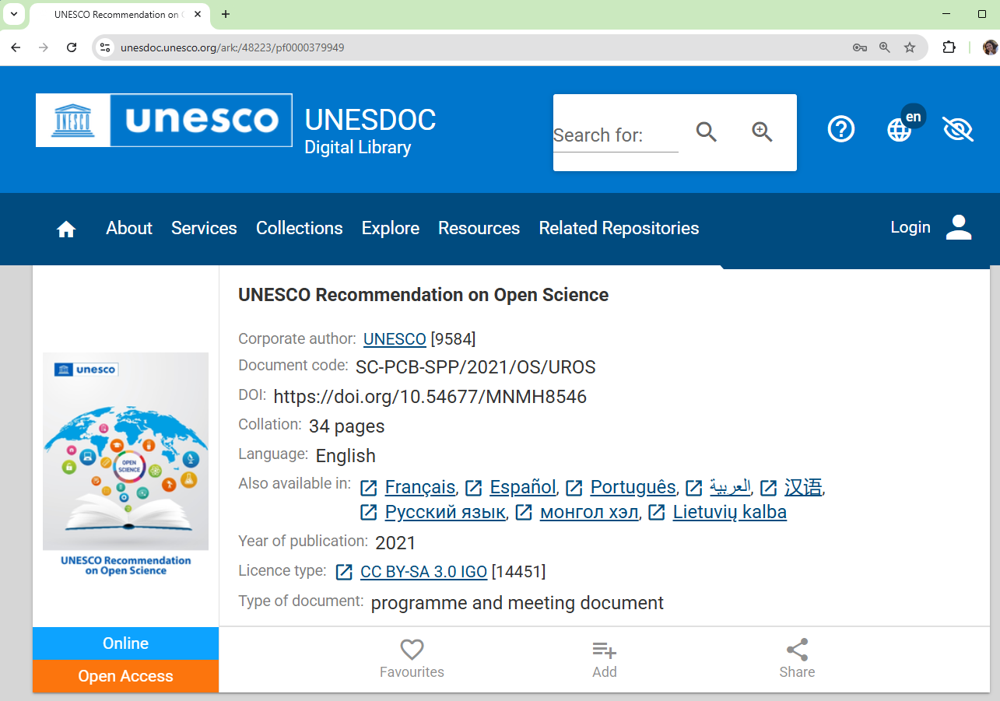 UNESCO Recommendation on
unesdoc.unesco.org/ark:/48223/pf0000379949
unesco
UNESDOC
Digital Library
Search for:
en
About Services Collections Explore Resources Related Repositories
Login
UNESCO Recommendation on Open Science
Corporate author: UNESCO [9584]
Document code: SC-PCB-SPP/2021/OS/UROS
DOI: https://doi.org/10.54677/MNMH8546
Collation: 34 pages
Language: English
Also available in: Français, Español, Português, العربية, 汉语,
Русский язык, монгол хэл, Lietuvių kalba
Year of publication: 2021
Licence type: CC BY-SA 3.0 IGO [14451]
Type of document: programme and meeting document
unesco
OPEN
SCIENCE
UNESCO Recommendation
on Open Science
Online
Open Access
Favourites Add Share